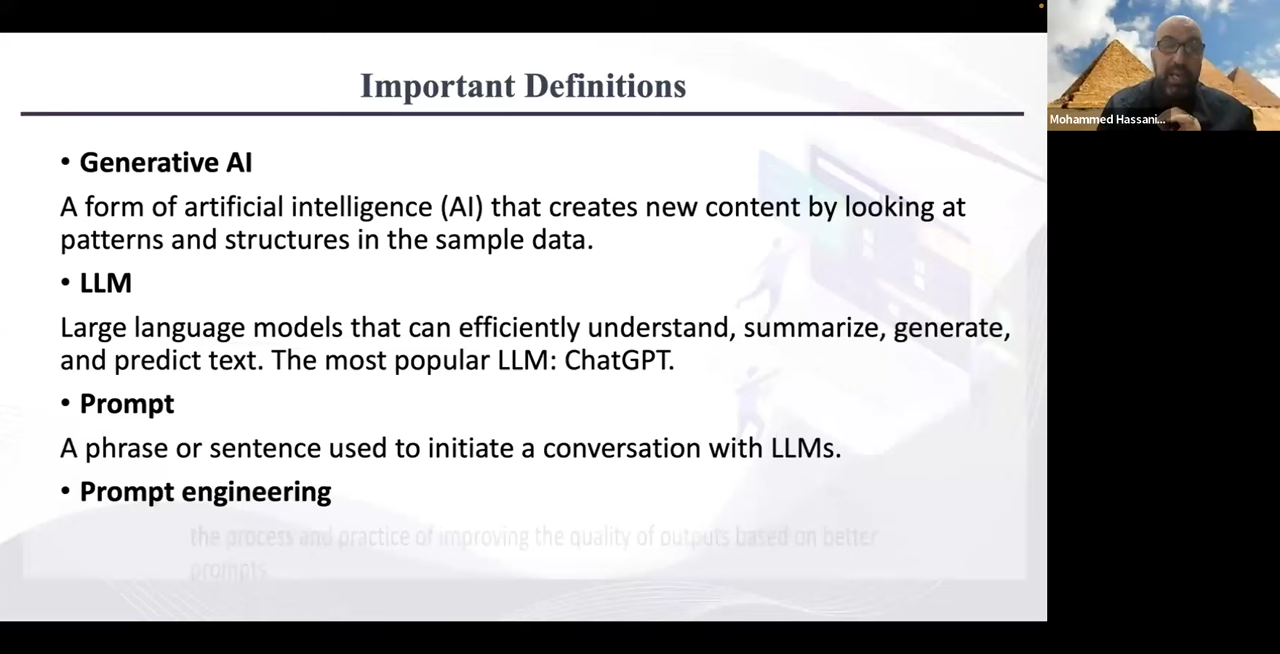 Important Definitions
• Generative AI
A form of artificial intelligence (AI) that creates new content by looking at
patterns and structures in the sample data.
• LLM
Large language models that can efficiently understand, summarize, generate,
and predict text. The most popular LLM: ChatGPT.
• Prompt
A phrase or sentence used to initiate a conversation with LLMs.
• Prompt engineering
the process and practice of improving the quality of outputs based on better
prompts
Mohammed Hassani...